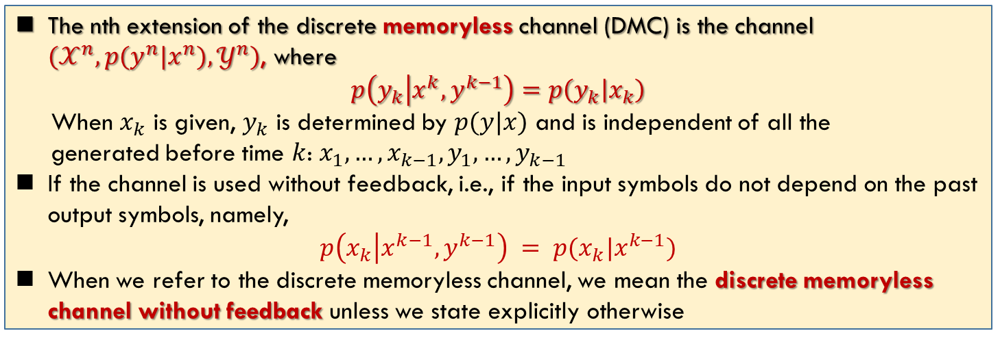 ■ The nth extension of the discrete memoryless channel (DMC) is the channel
(𝒳ⁿ, p(yⁿ|xⁿ), 𝒴ⁿ), where
p(y_k|x^k, y^{k−1}) = p(y_k|x_k)
When x_k is given, y_k is determined by p(y|x) and is independent of all the
generated before time k: x_1, … , x_{k−1}, y_1, … , y_{k−1}
■ If the channel is used without feedback, i.e., if the input symbols do not depend on the past
output symbols, namely,
p(x_k|x^{k−1}, y^{k−1}) = p(x_k|x^{k−1})
■ When we refer to the discrete memoryless channel, we mean the discrete memoryless
channel without feedback unless we state explicitly otherwise